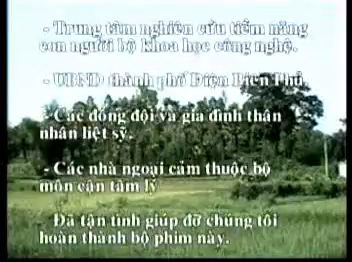 - Trung tâm nghiên cứu tiềm năng
con người bộ khoa học công nghệ.
- UBND thành phố Điện Biên Phủ.
- Các đồng đội và gia đình thân
nhân liệt sỹ.
- Các nhà ngoại cảm thuộc bộ
môn cận tâm lý
Đã tận tình giúp đỡ chúng tôi
hoàn thành bộ phim này.